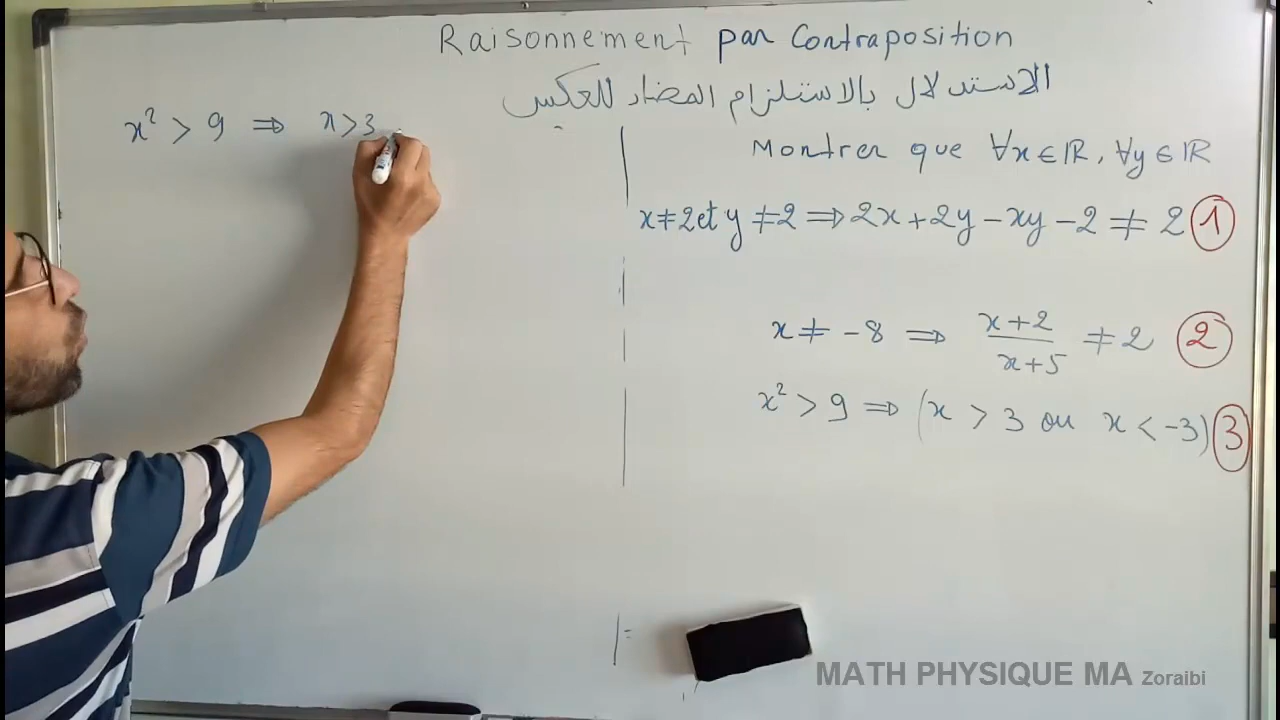 Raisonnement par Contraposition
الاستدلال بالاستلزام المضاد للعكس
x² > 9 ⇒ x > 3
Montrer que ∀x ∈ ℝ, ∀y ∈ ℝ
x ≠ 2 et y ≠ 2 ⇒ 2x + 2y - xy - 2 ≠ 2 ①
x ≠ -8 ⇒ (x+2)/(x+5) ≠ 2 ②
x² > 9 ⇒ (x > 3 ou x < -3) ③
MATH PHYSIQUE MA Zoraibi